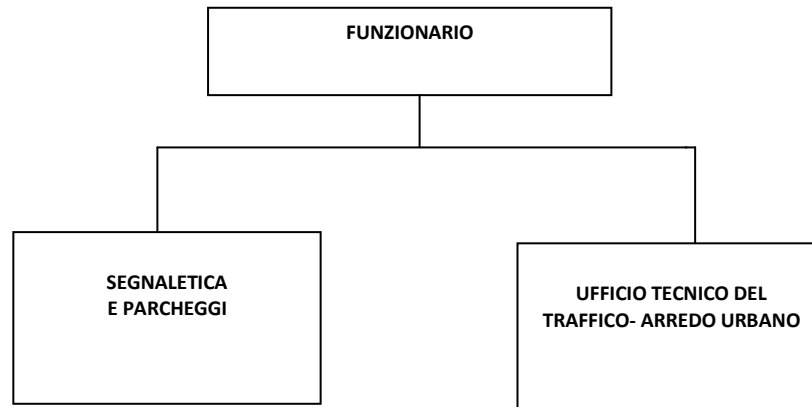 FUNZIONARIO
SEGNALETICA
E PARCHEGGI
UFFICIO TECNICO DEL
TRAFFICO- ARREDO URBANO